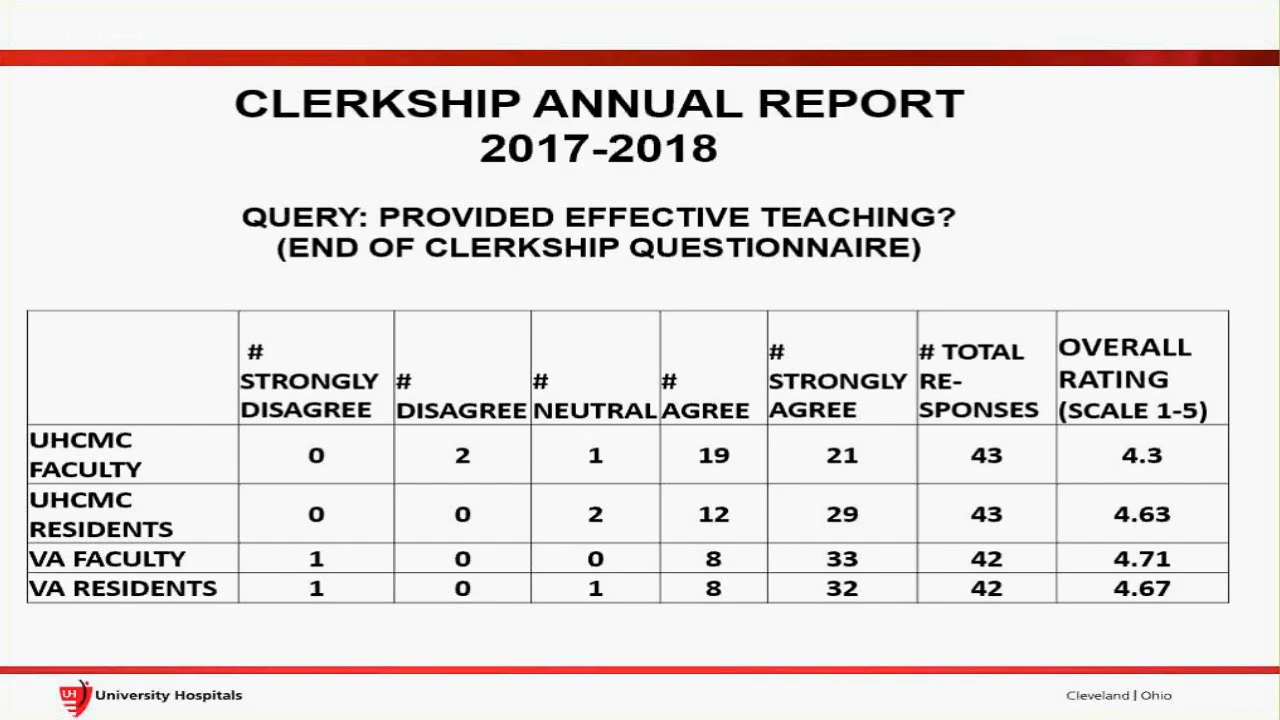 CLERKSHIP ANNUAL REPORT
2017-2018
QUERY: PROVIDED EFFECTIVE TEACHING?
(END OF CLERKSHIP QUESTIONNAIRE)
# STRONGLY DISAGREE # DISAGREE # NEUTRAL # AGREE # STRONGLY AGREE # TOTAL RE-SPONSES OVERALL RATING (SCALE 1-5)
UHCMC FACULTY 0 2 1 19 21 43 4.3
UHCMC RESIDENTS 0 0 2 12 29 43 4.63
VA FACULTY 1 0 0 8 33 42 4.71
VA RESIDENTS 1 0 1 8 32 42 4.67
UH University Hospitals
Cleveland | Ohio